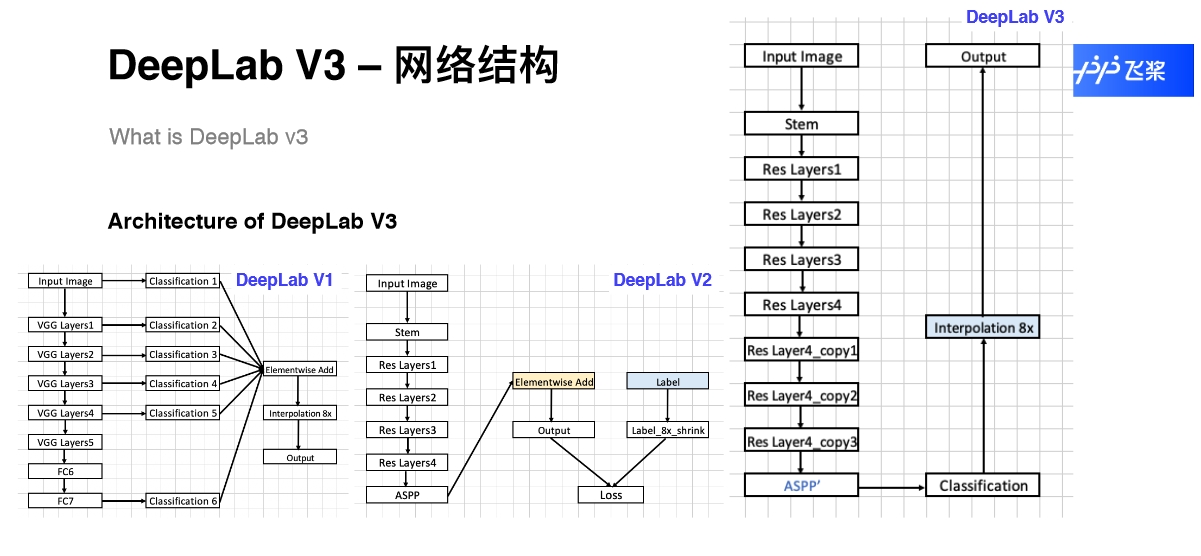 DeepLab V3 – 网络结构
What is DeepLab v3
Architecture of DeepLab V3
DeepLab V1
Input Image
Classification 1
VGG Layers1
Classification 2
VGG Layers2
Classification 3
VGG Layers3
Classification 4
VGG Layers4
Classification 5
VGG Layers5
FC6
FC7
Classification 6
Elementwise Add
Interpolation 8x
Output
DeepLab V2
Input Image
Stem
Res Layers1
Res Layers2
Res Layers3
Res Layers4
ASPP
Elementwise Add
Label
Output
Label_8x_shrink
Loss
DeepLab V3
Input Image
Stem
Res Layers1
Res Layers2
Res Layers3
Res Layers4
Res Layer4_copy1
Res Layer4_copy2
Res Layer4_copy3
ASPP’
Classification
Interpolation 8x
Output
飞桨